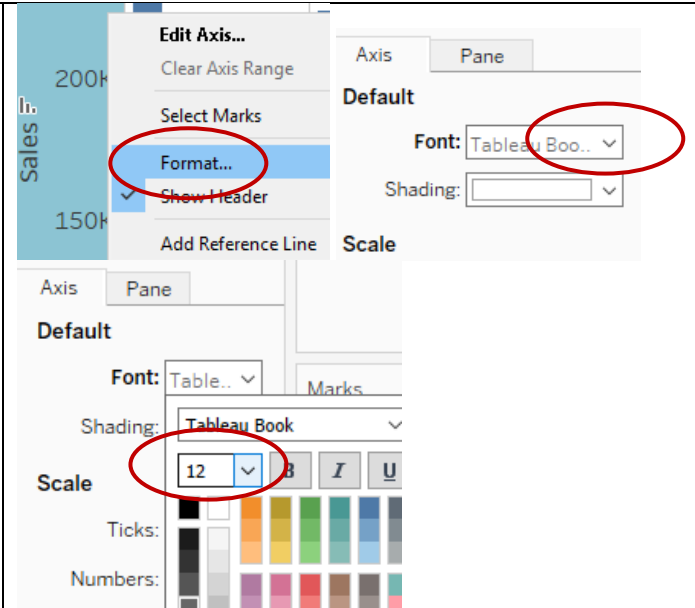 Edit Axis...
Clear Axis Range
Select Marks
Format...
Show Header
Add Reference Line
200K
150K
Sales
Axis Pane
Default
Font: Tableau Boo..
Shading:
Scale
Axis Pane
Default
Font: Table..
Marks
Shading:
Tableau Book
12 B I U
Scale
Ticks:
Numbers: